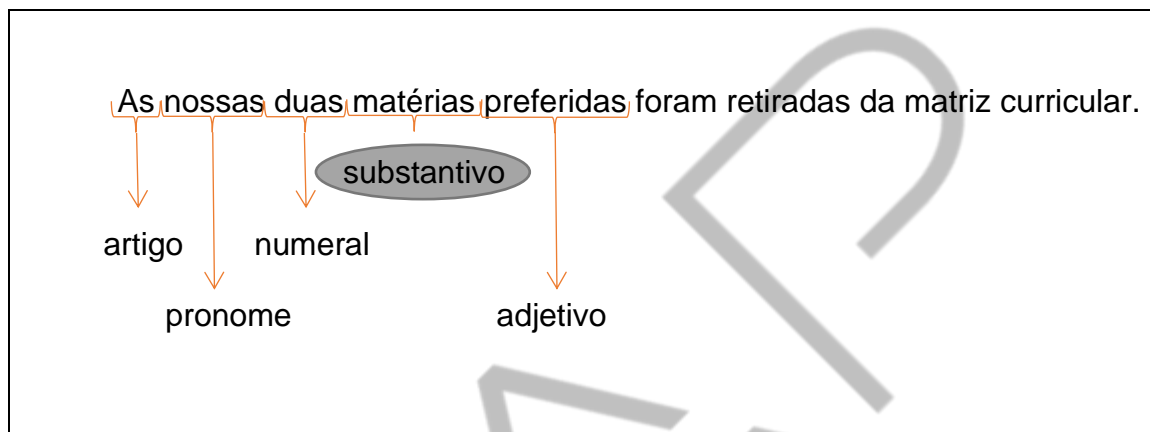 As nossas duas matérias preferidas foram retiradas da matriz curricular.
substantivo
artigo numeral
pronome adjetivo